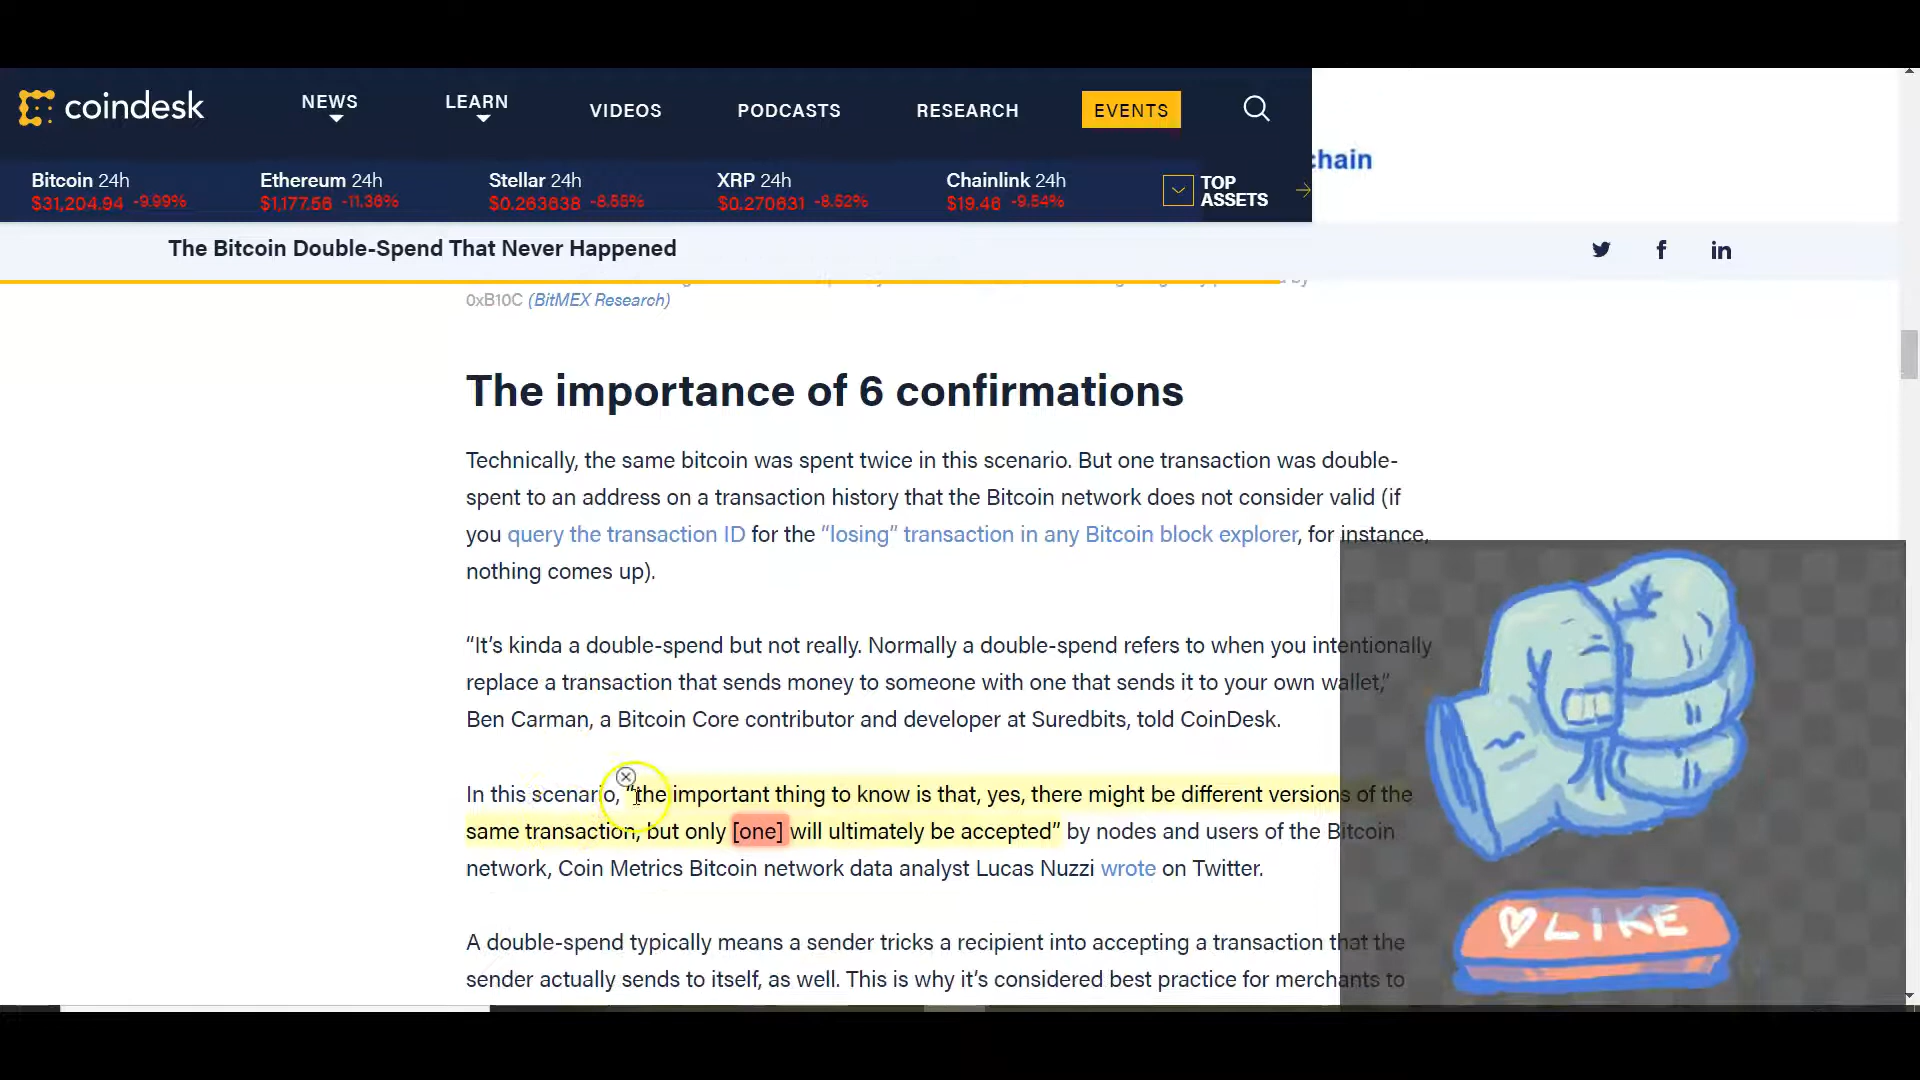 coindesk
NEWS
LEARN
VIDEOS
PODCASTS
RESEARCH
EVENTS
chain
Bitcoin 24h
$31,204.94 -9.99%
Ethereum 24h
$1,177.56 -11.36%
Stellar 24h
$0.263638 -8.55%
XRP 24h
$0.270631 -8.52%
Chainlink 24h
$19.46 -9.54%
TOP
ASSETS
The Bitcoin Double-Spend That Never Happened
0xB10C (BitMEX Research)
The importance of 6 confirmations
Technically, the same bitcoin was spent twice in this scenario. But one transaction was double-
spent to an address on a transaction history that the Bitcoin network does not consider valid (if
you query the transaction ID for the “losing” transaction in any Bitcoin block explorer, for instance,
nothing comes up).
“It’s kinda a double-spend but not really. Normally a double-spend refers to when you intentionally
replace a transaction that sends money to someone with one that sends it to your own wallet,”
Ben Carman, a Bitcoin Core contributor and developer at Suredbits, told CoinDesk.
In this scenario, “the important thing to know is that, yes, there might be different versions of the
same transaction, but only [one] will ultimately be accepted” by nodes and users of the Bitcoin
network, Coin Metrics Bitcoin network data analyst Lucas Nuzzi wrote on Twitter.
A double-spend typically means a sender tricks a recipient into accepting a transaction that the
sender actually sends to itself, as well. This is why it’s considered best practice for merchants to
LIKE